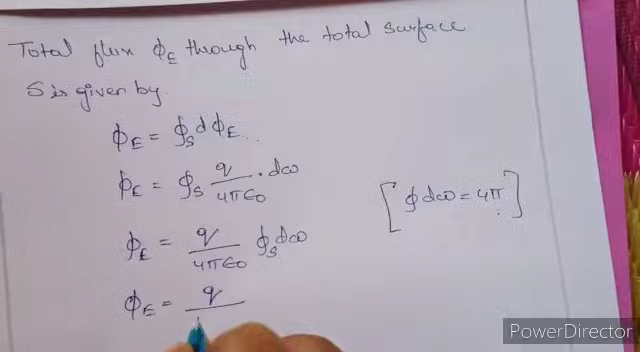 Total flux ϕE through the total surface
S is given by.
ϕE = ∮S dϕE..
ϕE = ∮S q/4πϵ0 . dω
[∮dω = 4π]
ϕE = q/4πϵ0 ∮S dω
ϕE = q/
PowerDirector